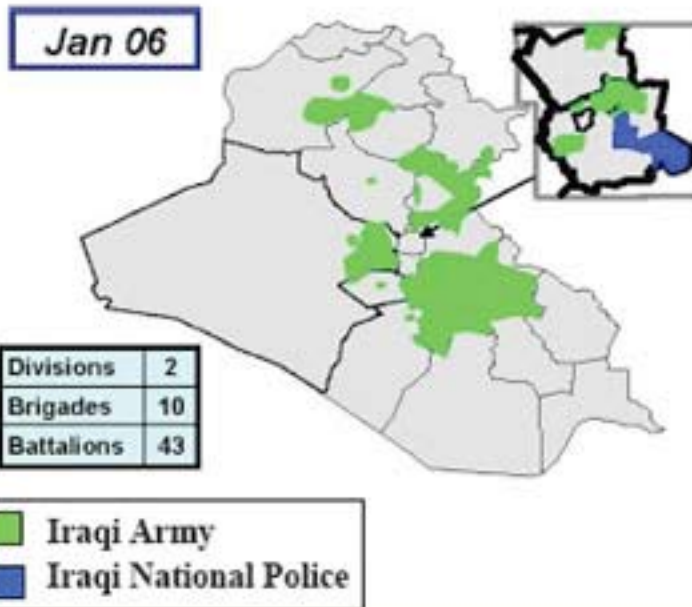 Jan 06
Divisions 2
Brigades 10
Battalions 43
Iraqi Army
Iraqi National Police